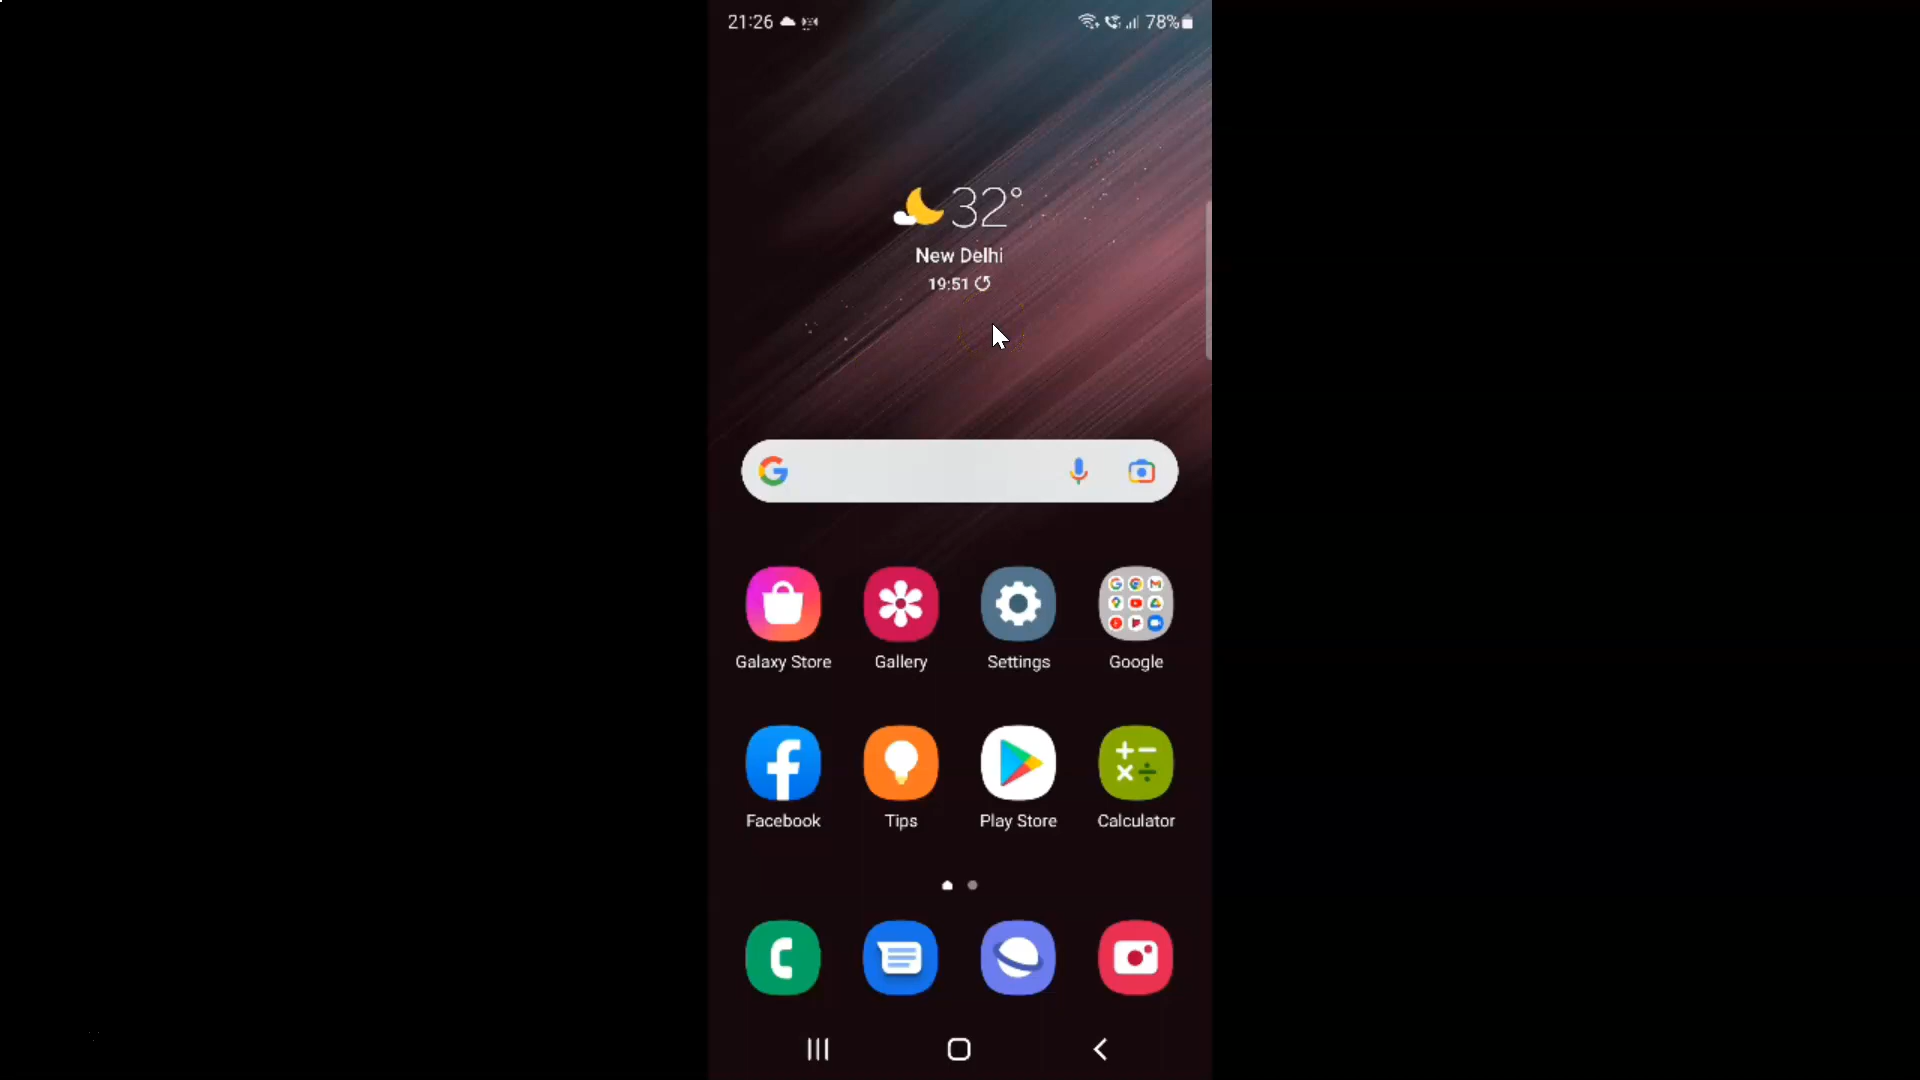 21:26 78%
32°
New Delhi
19:51
Galaxy Store Gallery Settings Google
Facebook Tips Play Store Calculator